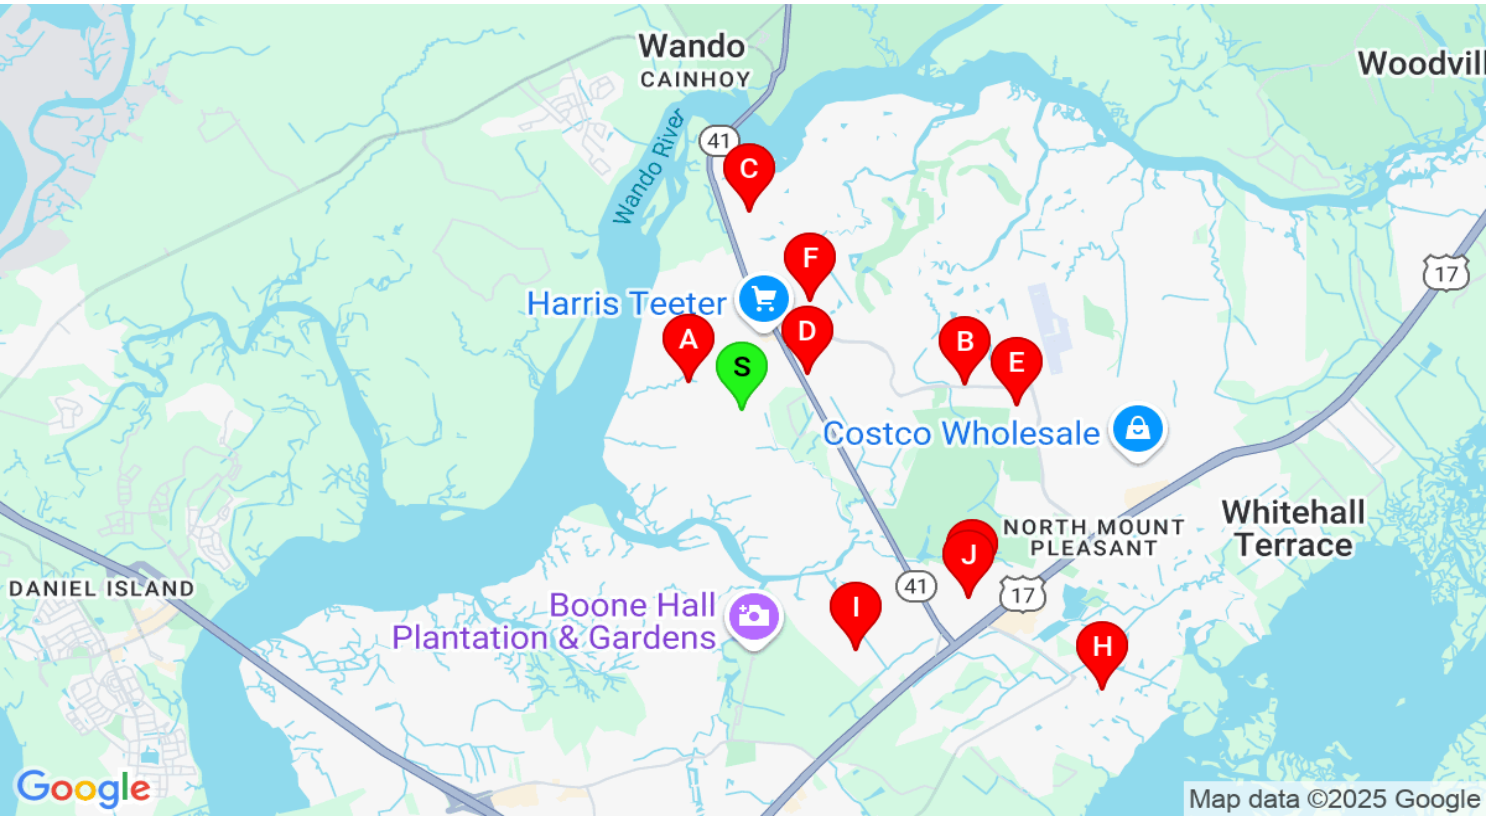 Wando
CAINHOY
Woodvill
41
Wando River
C
17
F
Harris Teeter
A
D
S
B
E
Costco Wholesale
Whitehall
Terrace
NORTH MOUNT
PLEASANT
J
DANIEL ISLAND
41
17
Boone Hall
Plantation & Gardens
I
H
Google
Map data ©2025 Google